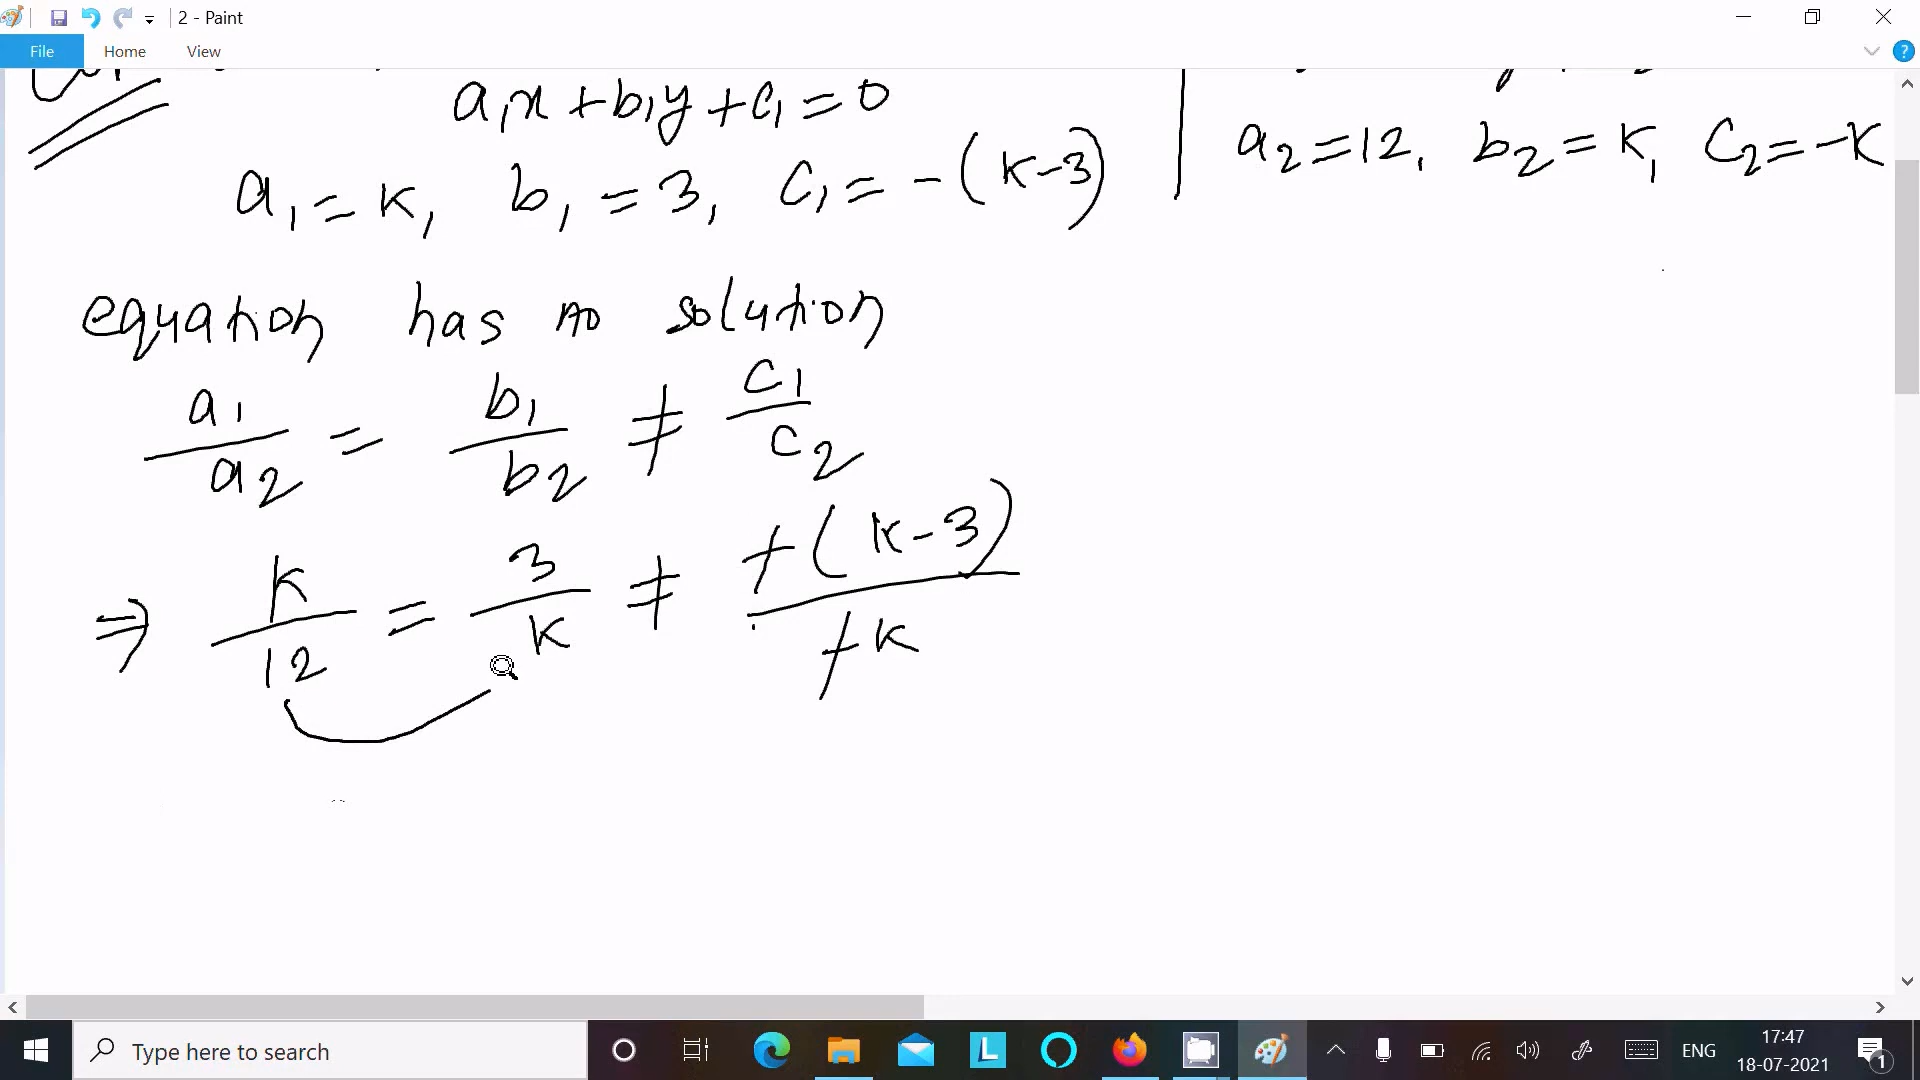 2 - Paint
File Home View
a₁x + b₁y + c₁ = 0
a₁ = k, b₁ = 3, c₁ = -(k-3)
a₂ = 12, b₂ = k, c₂ = -k
equation has no solution
a₁/a₂ = b₁/b₂ ≠ c₁/c₂
⇒ k/12 = 3/k ≠ -(k-3)/-k
Type here to search
ENG
17:47
18-07-2021
1